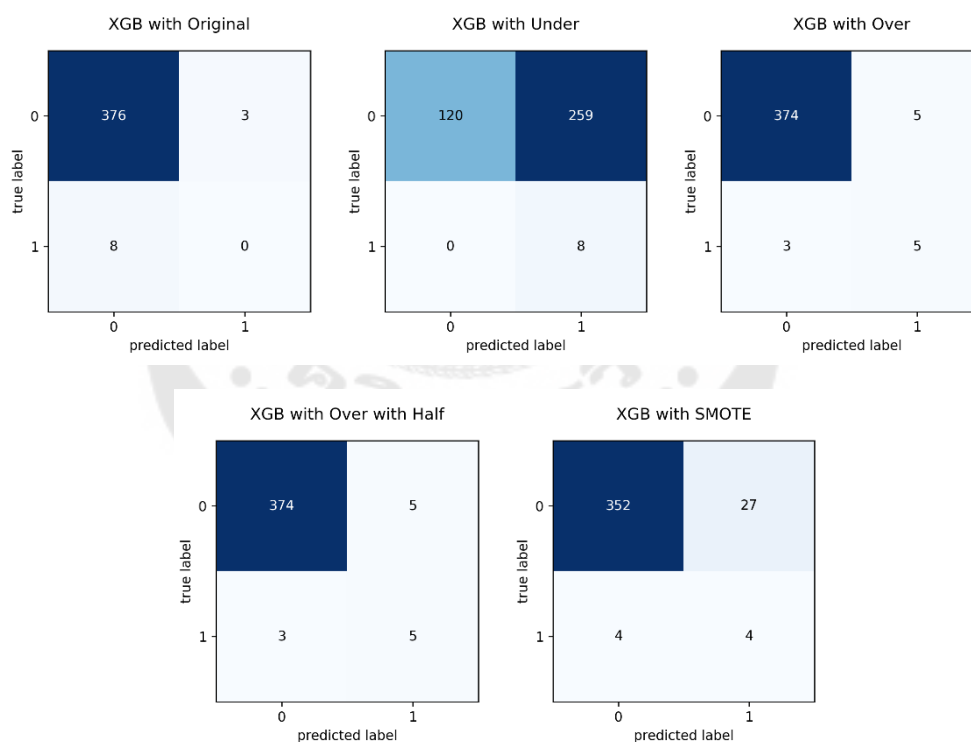 XGB with Original
XGB with Under
XGB with Over
0
376
3
true label
1
8
0
0
1
predicted label
0
120
259
true label
1
0
8
0
1
predicted label
0
374
5
true label
1
3
5
0
1
predicted label
XGB with Over with Half
XGB with SMOTE
0
374
5
true label
1
3
5
0
1
predicted label
0
352
27
true label
1
4
4
0
1
predicted label